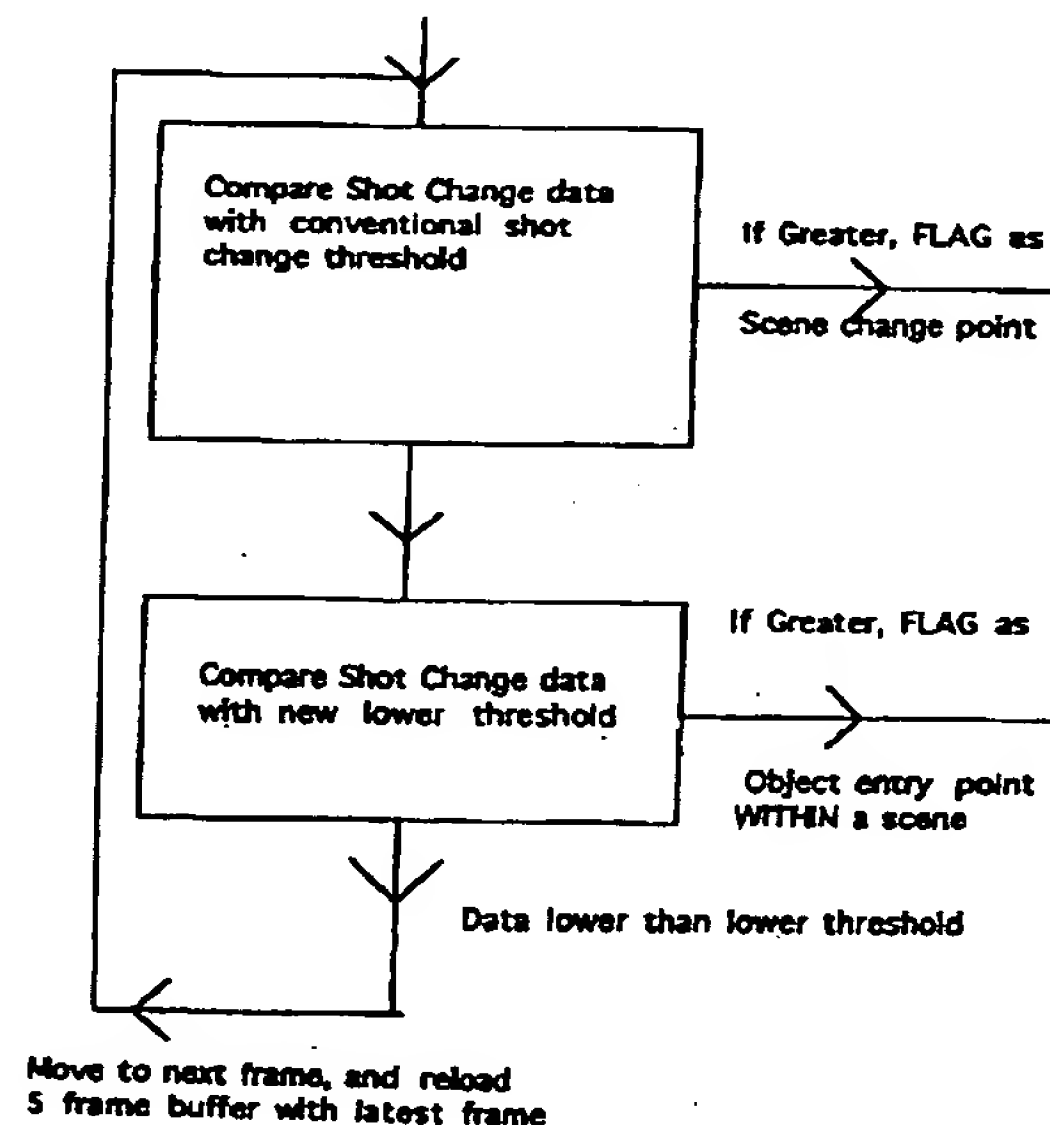 Compare Shot Change data
with conventional shot
change threshold
If Greater, FLAG as
Scene change point
Compare Shot Change data
with new lower threshold
If Greater, FLAG as
Object entry point
WITHIN a scene
Data lower than lower threshold
Move to next frame, and reload
5 frame buffer with latest frame